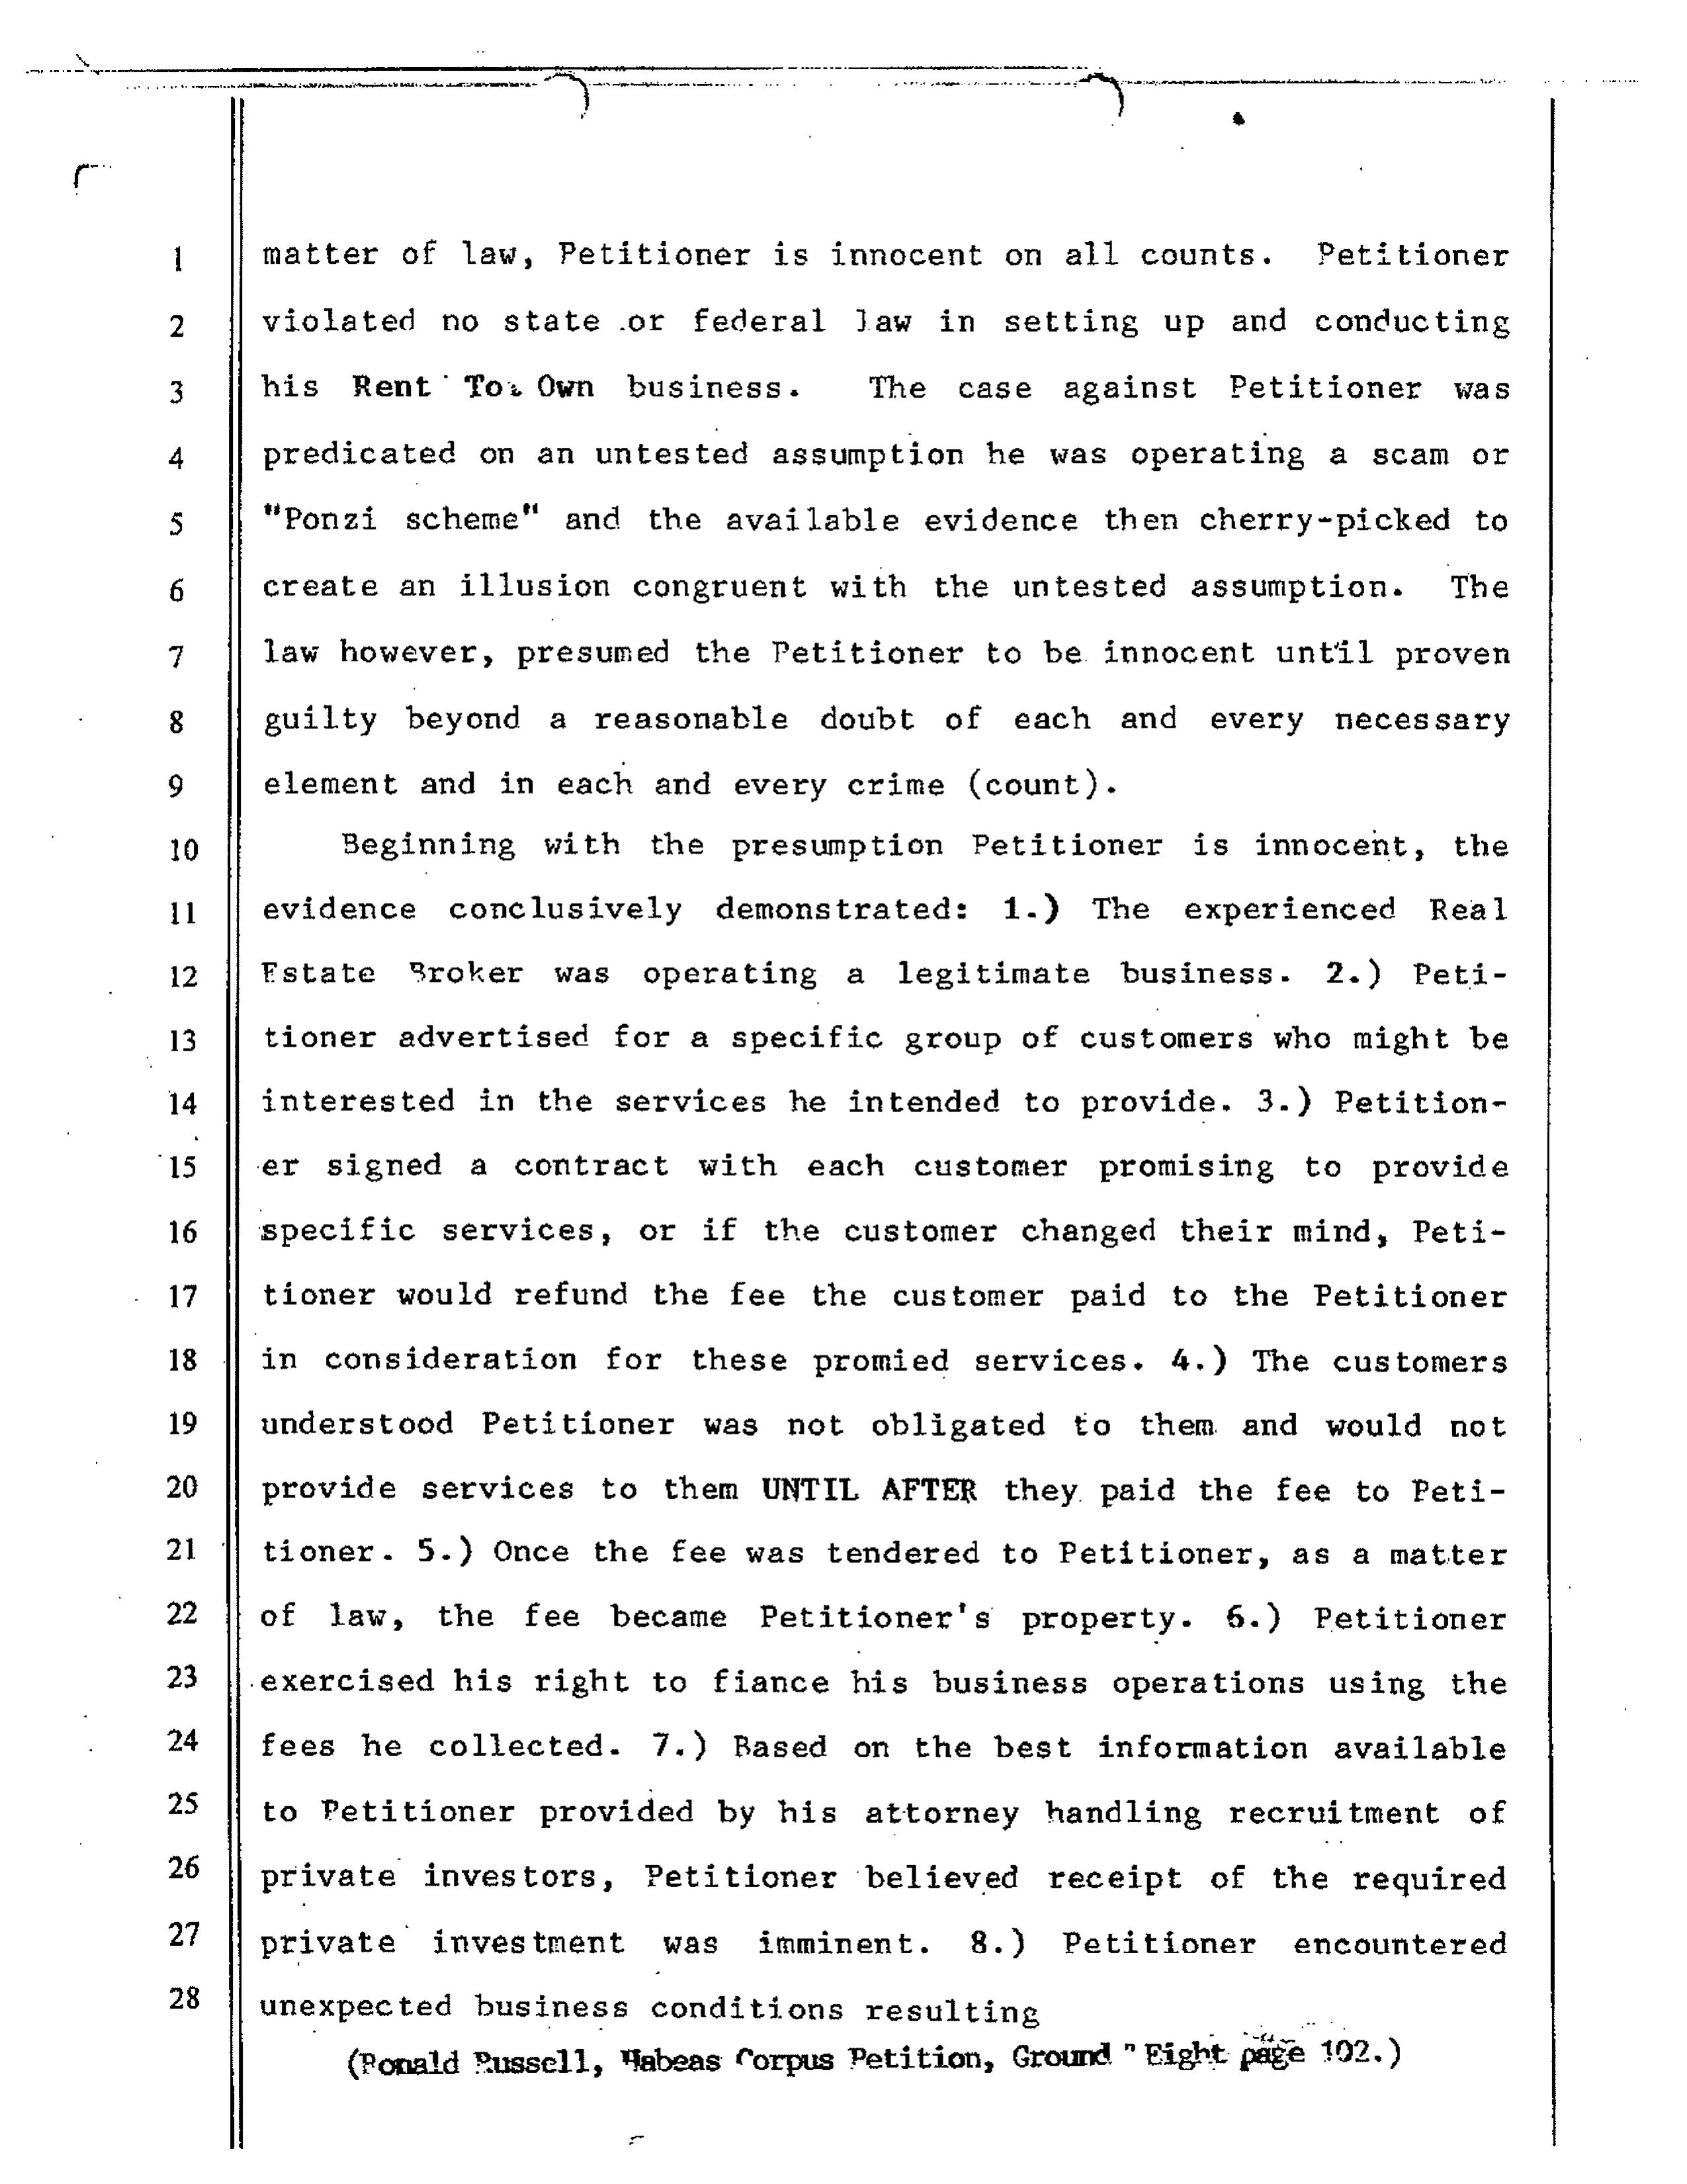 1 matter of law, Petitioner is innocent on all counts. Petitioner
2 violated no state or federal law in setting up and conducting
3 his Rent To Own business. The case against Petitioner was
4 predicated on an untested assumption he was operating a scam or
5 "Ponzi scheme" and the available evidence then cherry-picked to
6 create an illusion congruent with the untested assumption. The
7 law however, presumed the Petitioner to be innocent until proven
8 guilty beyond a reasonable doubt of each and every necessary
9 element and in each and every crime (count).
10 Beginning with the presumption Petitioner is innocent, the
11 evidence conclusively demonstrated: 1.) The experienced Real
12 Estate Broker was operating a legitimate business. 2.) Peti-
13 tioner advertised for a specific group of customers who might be
14 interested in the services he intended to provide. 3.) Petition-
15 er signed a contract with each customer promising to provide
16 specific services, or if the customer changed their mind, Peti-
17 tioner would refund the fee the customer paid to the Petitioner
18 in consideration for these promied services. 4.) The customers
19 understood Petitioner was not obligated to them and would not
20 provide services to them UNTIL AFTER they paid the fee to Peti-
21 tioner. 5.) Once the fee was tendered to Petitioner, as a matter
22 of law, the fee became Petitioner's property. 6.) Petitioner
23 exercised his right to fiance his business operations using the
24 fees he collected. 7.) Based on the best information available
25 to Petitioner provided by his attorney handling recruitment of
26 private investors, Petitioner believed receipt of the required
27 private investment was imminent. 8.) Petitioner encountered
28 unexpected business conditions resulting
(Ronald Russell, Habeas Corpus Petition, Ground " Eight page 102.)